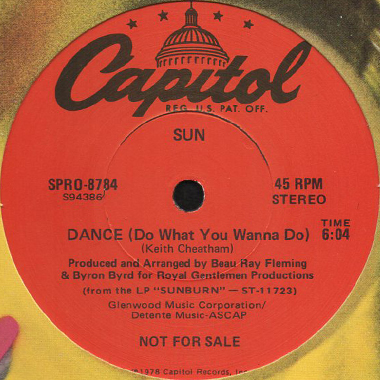 Capitol
REG. U.S. PAT. OFF.
SUN
SPRO-8784
S94386
45 RPM
STEREO
TIME
DANCE (Do What You Wanna Do) 6:04
(Keith Cheatham)
Produced and Arranged by Beau Ray Fleming
& Byron Byrd for Royal Gentlemen Productions
(from the LP "SUNBURN" — ST-11723)
Glenwood Music Corporation/
Detente Music-ASCAP
NOT FOR SALE
©1978 Capitol Records, Inc.